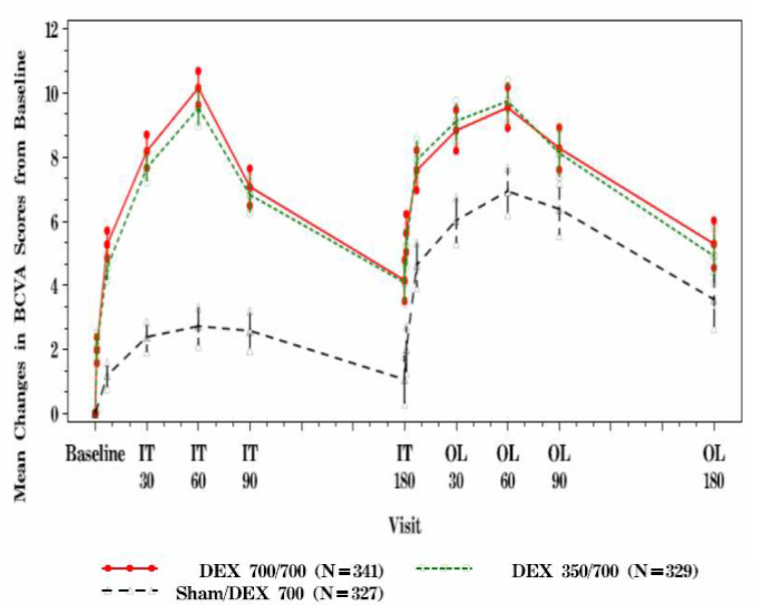 Mean Changes in BCVA Scores from Baseline
12
10
8
6
4
2
0
Baseline IT IT IT IT OL OL OL OL
30 60 90 180 30 60 90 180
Visit
DEX 700/700 (N=341) DEX 350/700 (N=329)
Sham/DEX 700 (N=327)